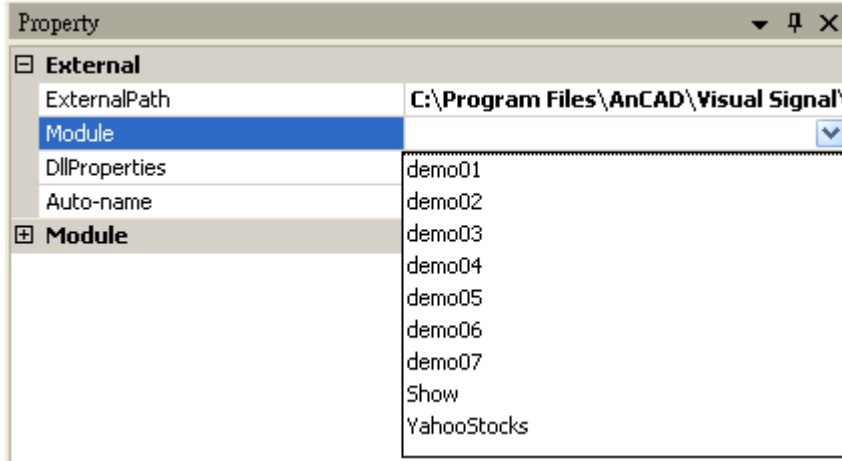 Property
External
ExternalPath C:\Program Files\AnCAD\Visual Signal\
Module
DllProperties
Auto-name
Module
demo01
demo02
demo03
demo04
demo05
demo06
demo07
Show
YahooStocks